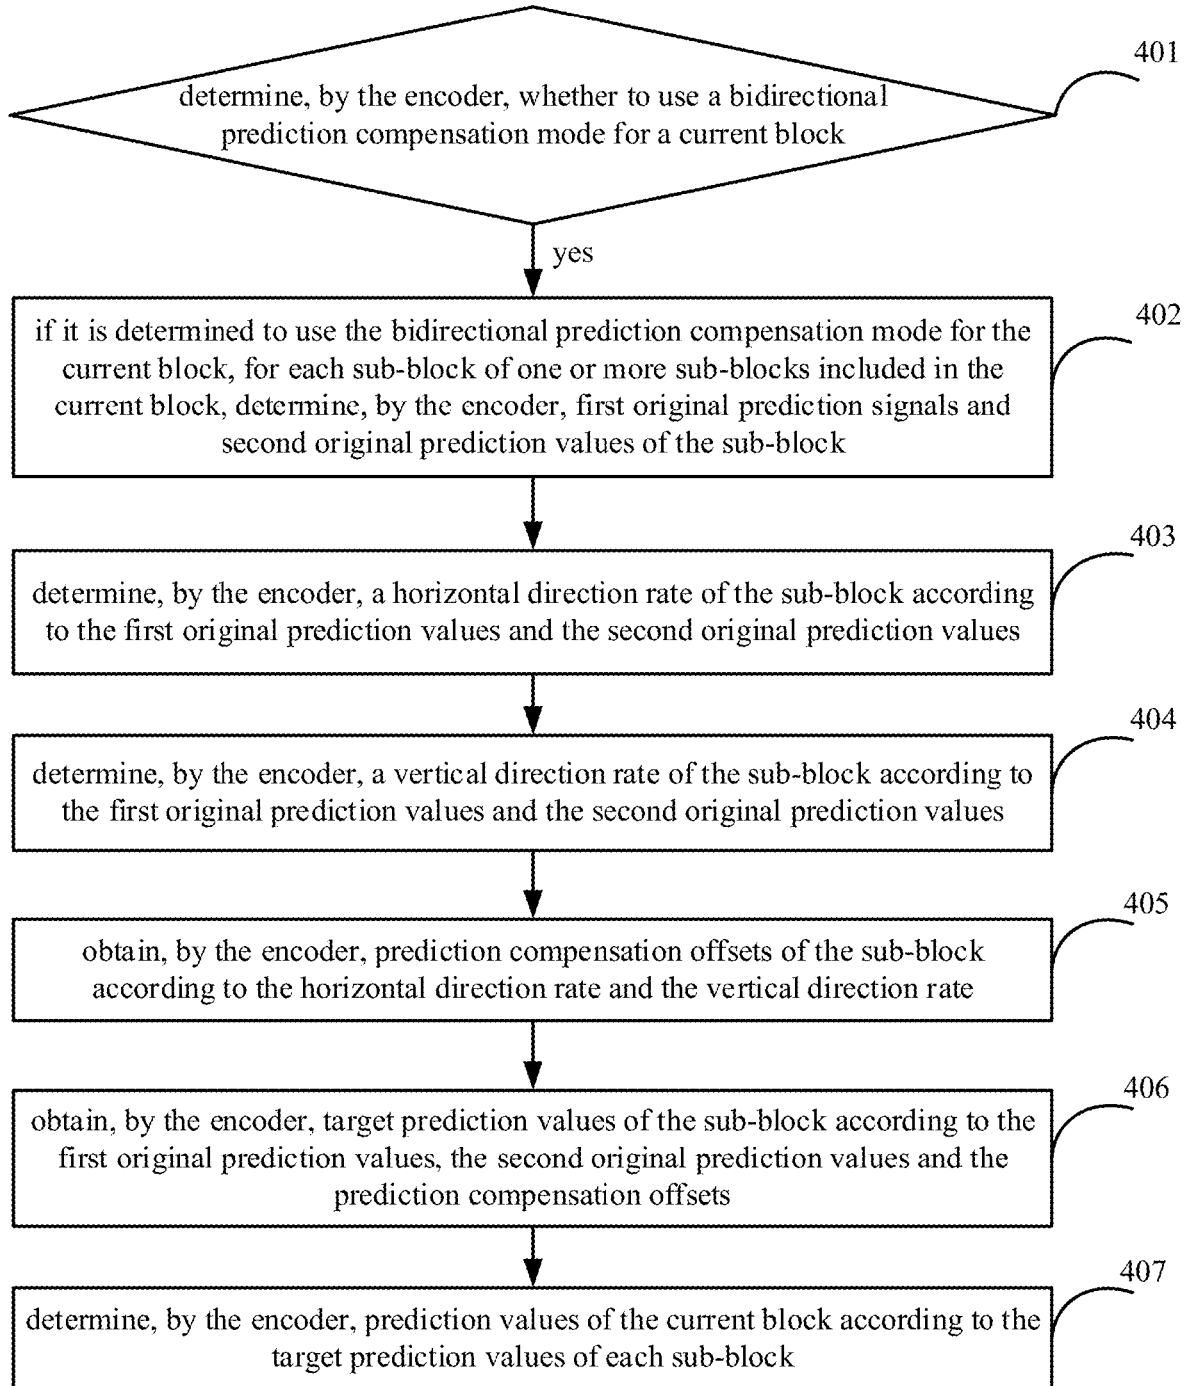 401
determine, by the encoder, whether to use a bidirectional
prediction compensation mode for a current block
yes
402
if it is determined to use the bidirectional prediction compensation mode for the
current block, for each sub-block of one or more sub-blocks included in the
current block, determine, by the encoder, first original prediction signals and
second original prediction values of the sub-block
403
determine, by the encoder, a horizontal direction rate of the sub-block according
to the first original prediction values and the second original prediction values
404
determine, by the encoder, a vertical direction rate of the sub-block according to
the first original prediction values and the second original prediction values
405
obtain, by the encoder, prediction compensation offsets of the sub-block
according to the horizontal direction rate and the vertical direction rate
406
obtain, by the encoder, target prediction values of the sub-block according to the
first original prediction values, the second original prediction values and the
prediction compensation offsets
407
determine, by the encoder, prediction values of the current block according to the
target prediction values of each sub-block